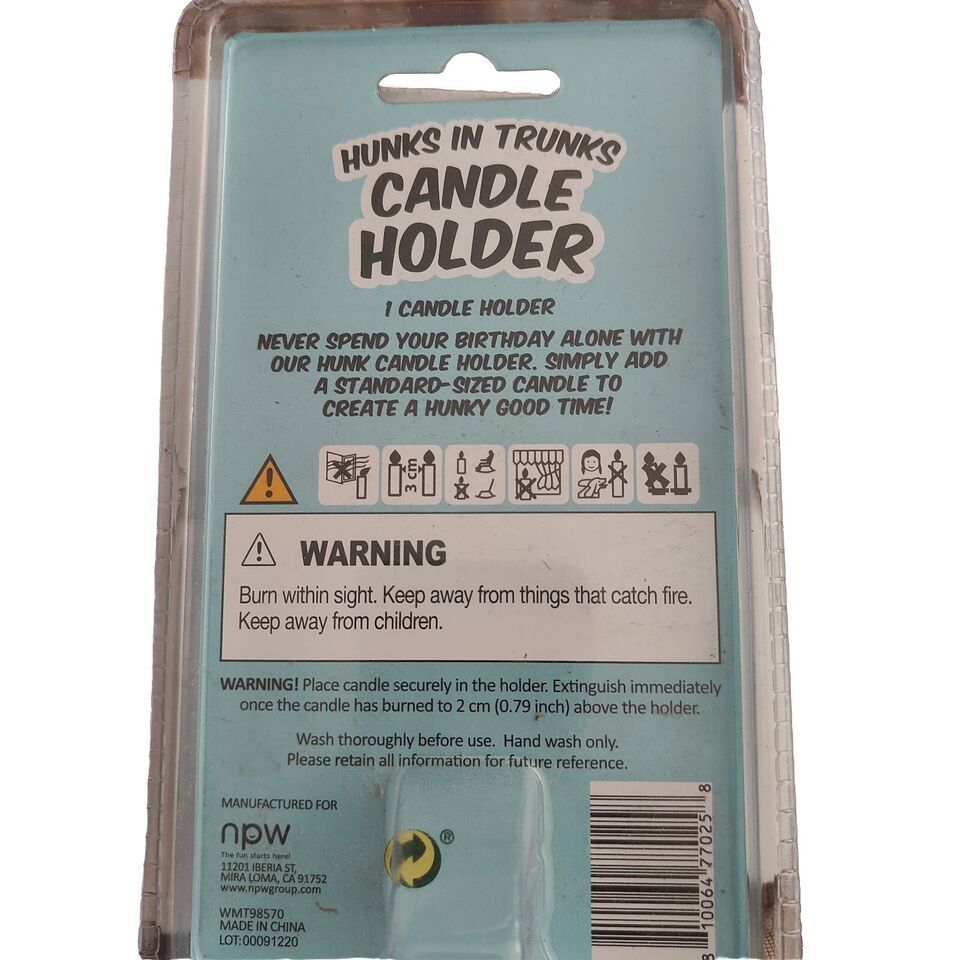 HUNKS IN TRUNKS
CANDLE
HOLDER
1 CANDLE HOLDER
NEVER SPEND YOUR BIRTHDAY ALONE WITH
OUR HUNK CANDLE HOLDER. SIMPLY ADD
A STANDARD-SIZED CANDLE TO
CREATE A HUNKY GOOD TIME!
3 cm
WARNING
Burn within sight. Keep away from things that catch fire.
Keep away from children.
WARNING! Place candle securely in the holder. Extinguish immediately
once the candle has burned to 2 cm (0.79 inch) above the holder.
Wash thoroughly before use. Hand wash only.
Please retain all information for future reference.
MANUFACTURED FOR
npw
The fun starts here!
11201 IBERIA ST,
MIRA LOMA, CA 91752
www.npwgroup.com
WMT98570
MADE IN CHINA
LOT:00091220
®
8 10064 77025 8